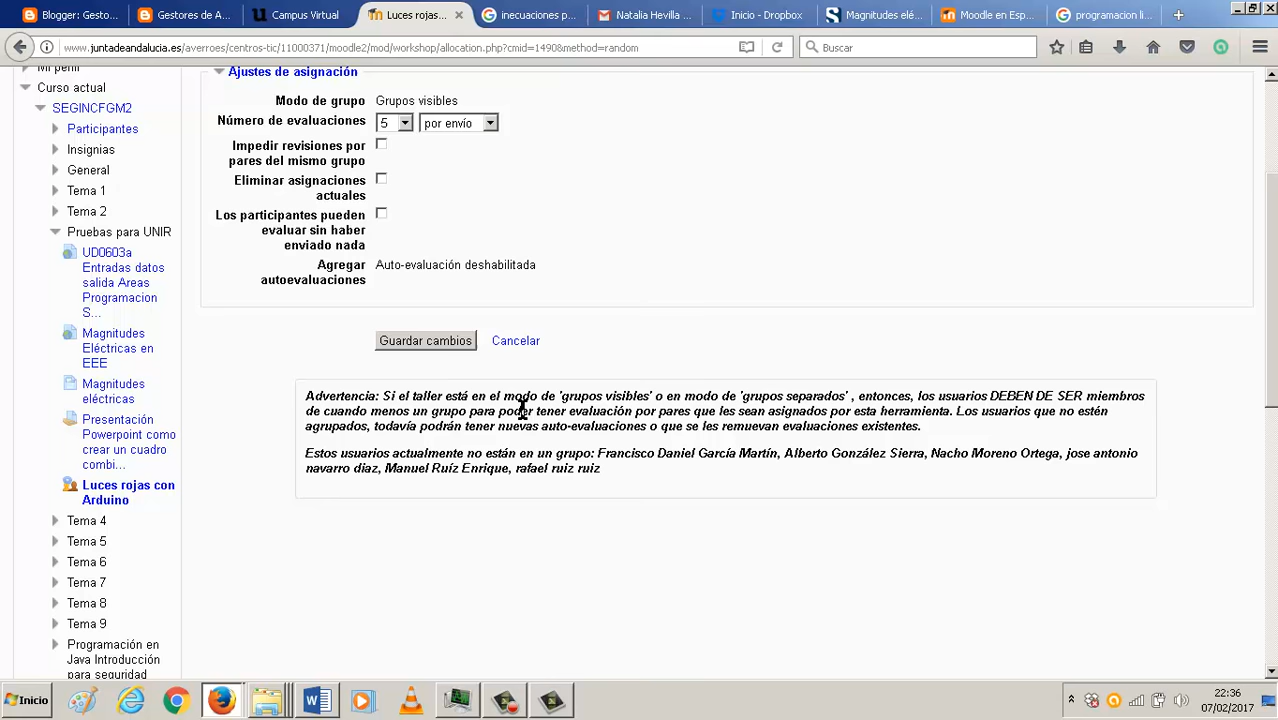 Blogger: Gesto...
Gestores de A...
Campus Virtual
Luces rojas...
inecuaciones p...
Natalia Hevilla ...
Inicio - Dropbox
Magnitudes elé...
Moodle en Esp...
programacion li...
www.juntadeandalucia.es/averroes/centros-tic/11000371/moodle2/mod/workshop/allocation.php?cmid=1490&method=random
Buscar
Mi perfil
Curso actual
SEGINCFGM2
Participantes
Insignias
General
Tema 1
Tema 2
Pruebas para UNIR
UD0603a
Entradas datos
salida Areas
Programacion
S...
Magnitudes
Eléctricas en
EEE
Magnitudes
eléctricas
Presentación
Powerpoint como
crear un cuadro
combi...
Luces rojas con
Arduino
Tema 4
Tema 5
Tema 6
Tema 7
Tema 8
Tema 9
Programación en
Java Introducción
para seguridad
Ajustes de asignación
Modo de grupo Grupos visibles
Número de evaluaciones 5 por envío
Impedir revisiones por
pares del mismo grupo
Eliminar asignaciones
actuales
Los participantes pueden
evaluar sin haber
enviado nada
Agregar Auto-evaluación deshabilitada
autoevaluaciones
Guardar cambios Cancelar
Advertencia: Si el taller está en el modo de 'grupos visibles' o en modo de 'grupos separados' , entonces, los usuarios DEBEN DE SER miembros
de cuando menos un grupo para poder tener evaluación por pares que les sean asignados por esta herramienta. Los usuarios que no estén
agrupados, todavía podrán tener nuevas auto-evaluaciones o que se les remuevan evaluaciones existentes.
Estos usuarios actualmente no están en un grupo: Francisco Daniel García Martín, Alberto González Sierra, Nacho Moreno Ortega, jose antonio
navarro diaz, Manuel Ruíz Enrique, rafael ruiz ruiz
Inicio
22:36
07/02/2017